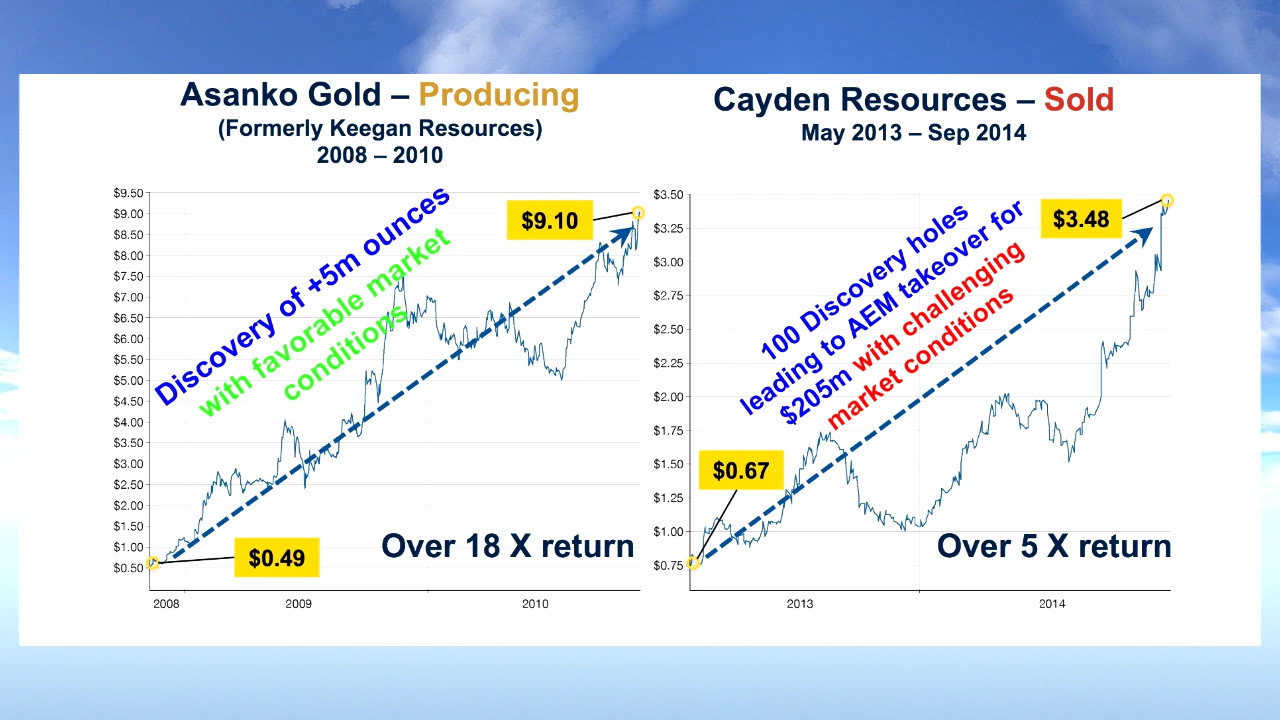 Asanko Gold – Producing
(Formerly Keegan Resources)
2008 – 2010
$9.50
$9.00
$8.50
$8.00
$7.50
$7.00
$6.50
$6.00
$5.50
$5.00
$4.50
$4.00
$3.50
$3.00
$2.50
$2.00
$1.50
$1.00
$0.50
Discovery of +5m ounces
with favorable market
conditions
$9.10
$0.49
Over 18 X return
2008
2009
2010
Cayden Resources – Sold
May 2013 – Sep 2014
$3.50
$3.25
$3.00
$2.75
$2.50
$2.25
$2.00
$1.75
$1.50
$1.25
$1.00
$0.75
100 Discovery holes
leading to AEM takeover for
$205m with challenging
market conditions
$3.48
$0.67
Over 5 X return
2013
2014